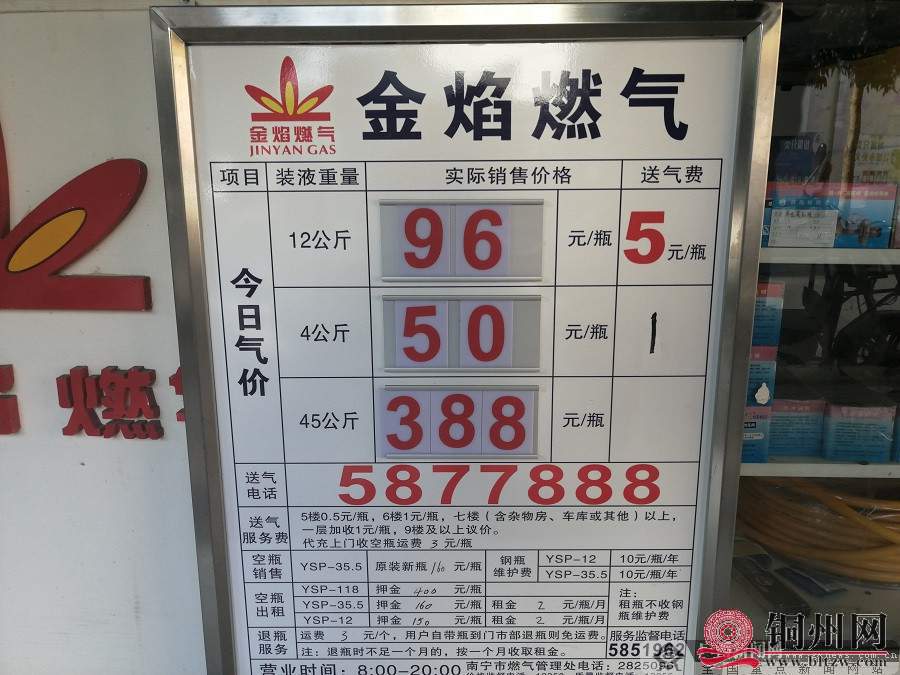 金焰燃气
JINYAN GAS
金焰燃气
项目 装液重量 实际销售价格 送气费
今日气价
12公斤 96 元/瓶 5元/瓶
4公斤 50 元/瓶 1
45公斤 388 元/瓶
送气电话 5877888
送气服务费
5楼0.5元/瓶，6楼1元/瓶，七楼（含杂物房、车库或其他）以上，
一层加收1元/瓶，9楼及以上议价。
代充上门收空瓶运费 3 元/瓶
空瓶销售 YSP-35.5 原装新瓶 160 元/瓶 钢瓶维护费 YSP-12 10元/瓶/年
YSP-35.5 10元/瓶/年
空瓶出租
YSP-118 押金 400 元/瓶
YSP-35.5 押金 160 元/瓶 租金 2 元/瓶/月
YSP-12 押金 150 元/瓶 租金 2 元/瓶/月
注：
租瓶不收钢
瓶维护费
退瓶服务
运费 3 元/个，用户自带瓶到门市部退瓶则免运费。
注：退瓶时不足一个月的，按一个月收取租金。
服务监督电话
5851962
营业时间：8:00-20:00 南宁市燃气管理处电话：
燃
铜州网
www.bltzw.com